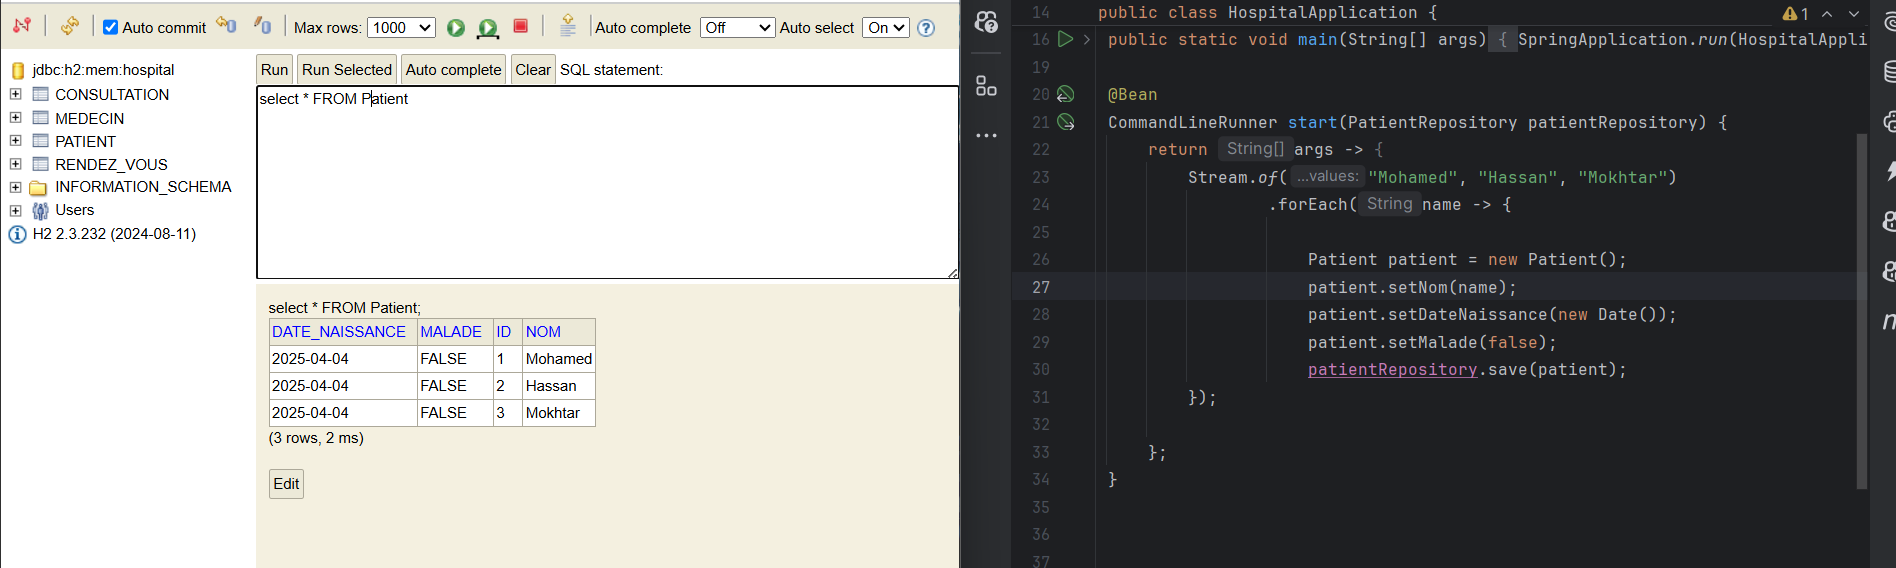 Auto commit Max rows: 1000 Auto complete Off Auto select On
jdbc:h2:mem:hospital
CONSULTATION
MEDECIN
PATIENT
RENDEZ_VOUS
INFORMATION_SCHEMA
Users
H2 2.3.232 (2024-08-11)
Run Run Selected Auto complete Clear SQL statement:
select * FROM Patient
select * FROM Patient;
DATE_NAISSANCE MALADE ID NOM
2025-04-04 FALSE 1 Mohamed
2025-04-04 FALSE 2 Hassan
2025-04-04 FALSE 3 Mokhtar
(3 rows, 2 ms)
Edit
14 public class HospitalApplication { 1
16 public static void main(String[] args) { SpringApplication.run(HospitalAppli
19
20 @Bean
21 CommandLineRunner start(PatientRepository patientRepository) {
22 return String[] args -> {
23 Stream.of( ...values: "Mohamed", "Hassan", "Mokhtar")
24 .forEach( String name -> {
25
26 Patient patient = new Patient();
27 patient.setNom(name);
28 patient.setDateNaissance(new Date());
29 patient.setMalade(false);
30 patientRepository.save(patient);
31 });
32
33 };
34 }
35
36
37